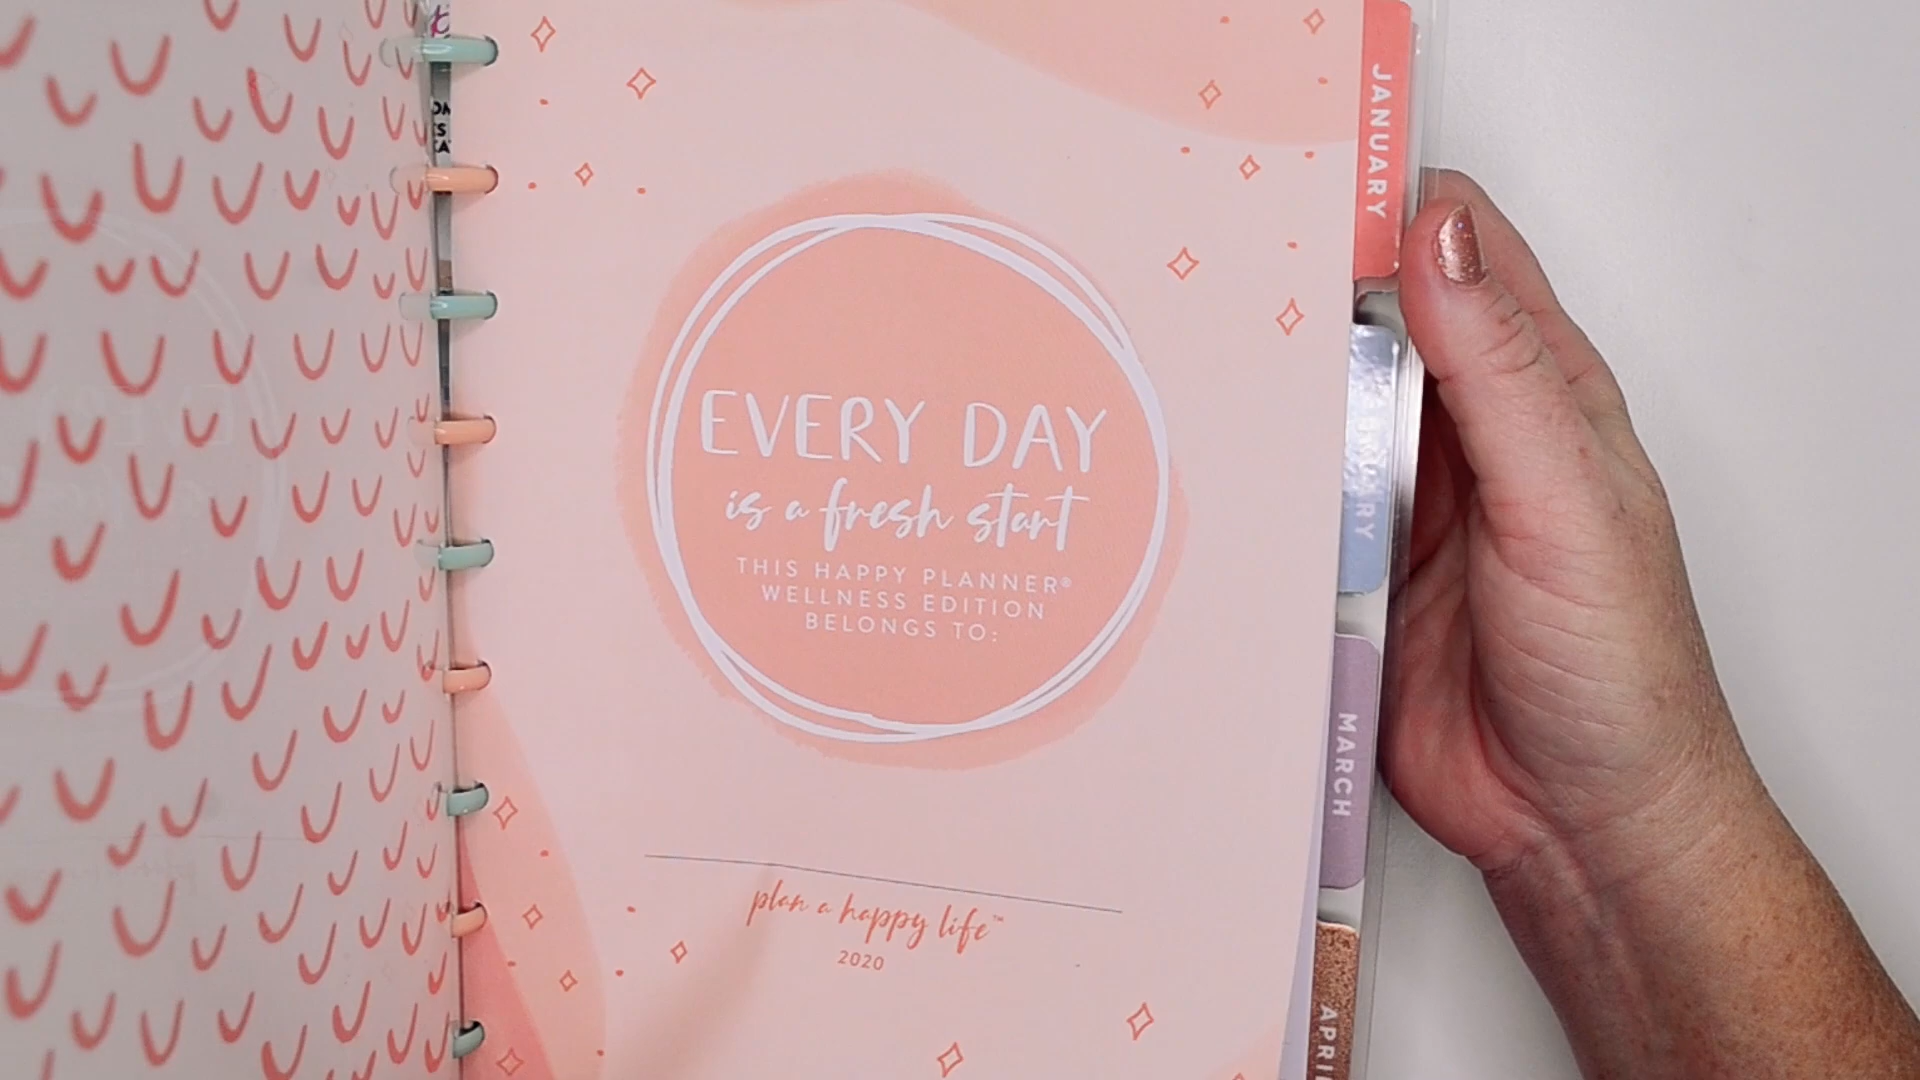 EVERY DAY
is a fresh start
THIS HAPPY PLANNER®
WELLNESS EDITION
BELONGS TO:
plan a happy life™
2020
JANUARY
MARCH